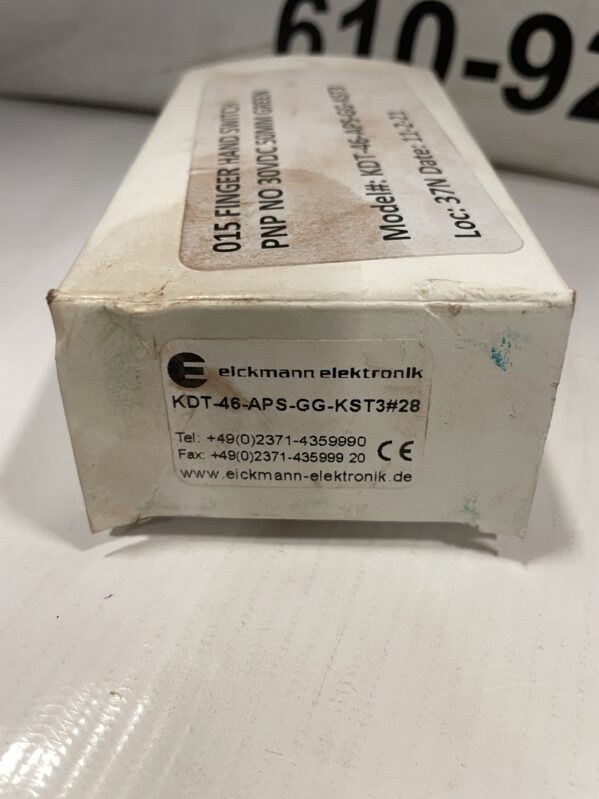 610-92
015 FINGER HAND SWITCH
PNP NO 30VDC 50MM GREEN
Model#: KDT-46-APS-GG-KST3
Loc: 37N Date: 11-2-21
eickmann elektronik
KDT-46-APS-GG-KST3#28
Tel: +49(0)2371-4359990
Fax: +49(0)2371-435999 20 CE
www.eickmann-elektronik.de